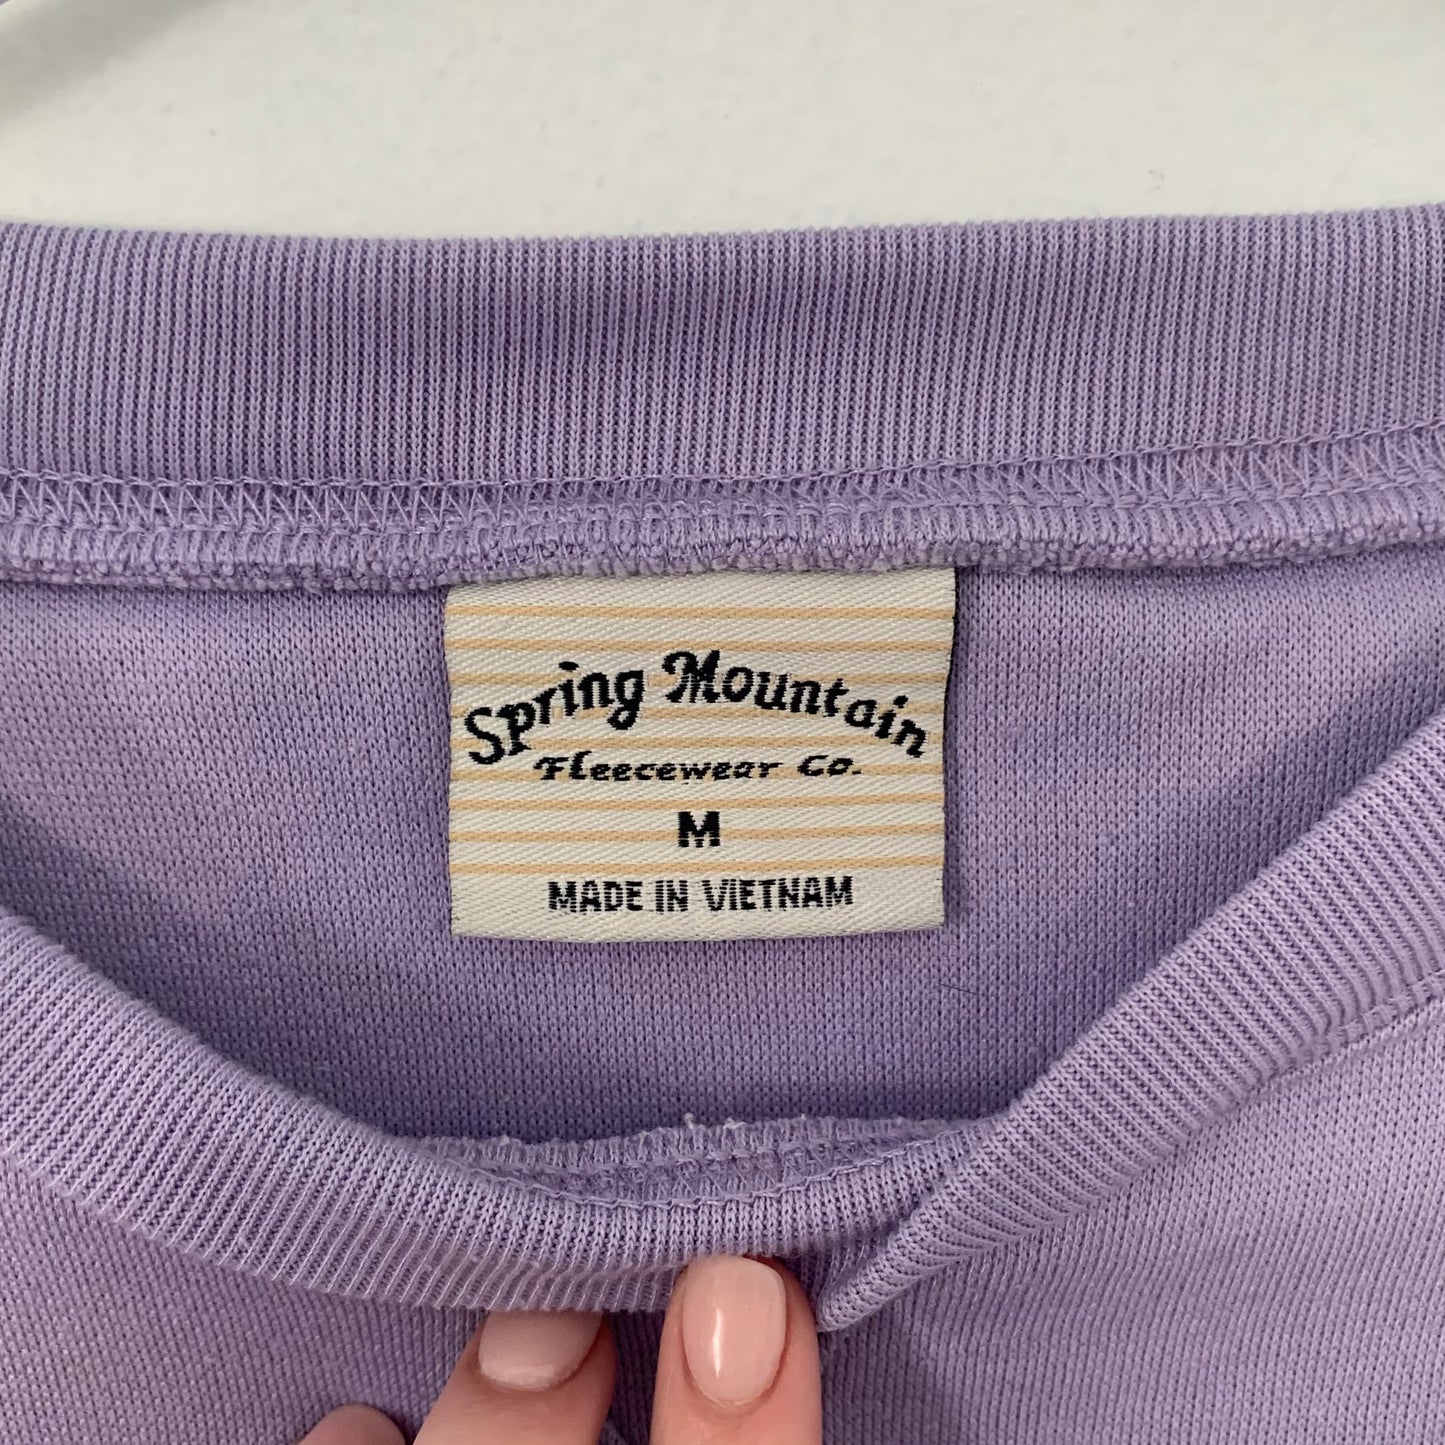 Spring Mountain
Fleecewear Co.
M
MADE IN VIETNAM